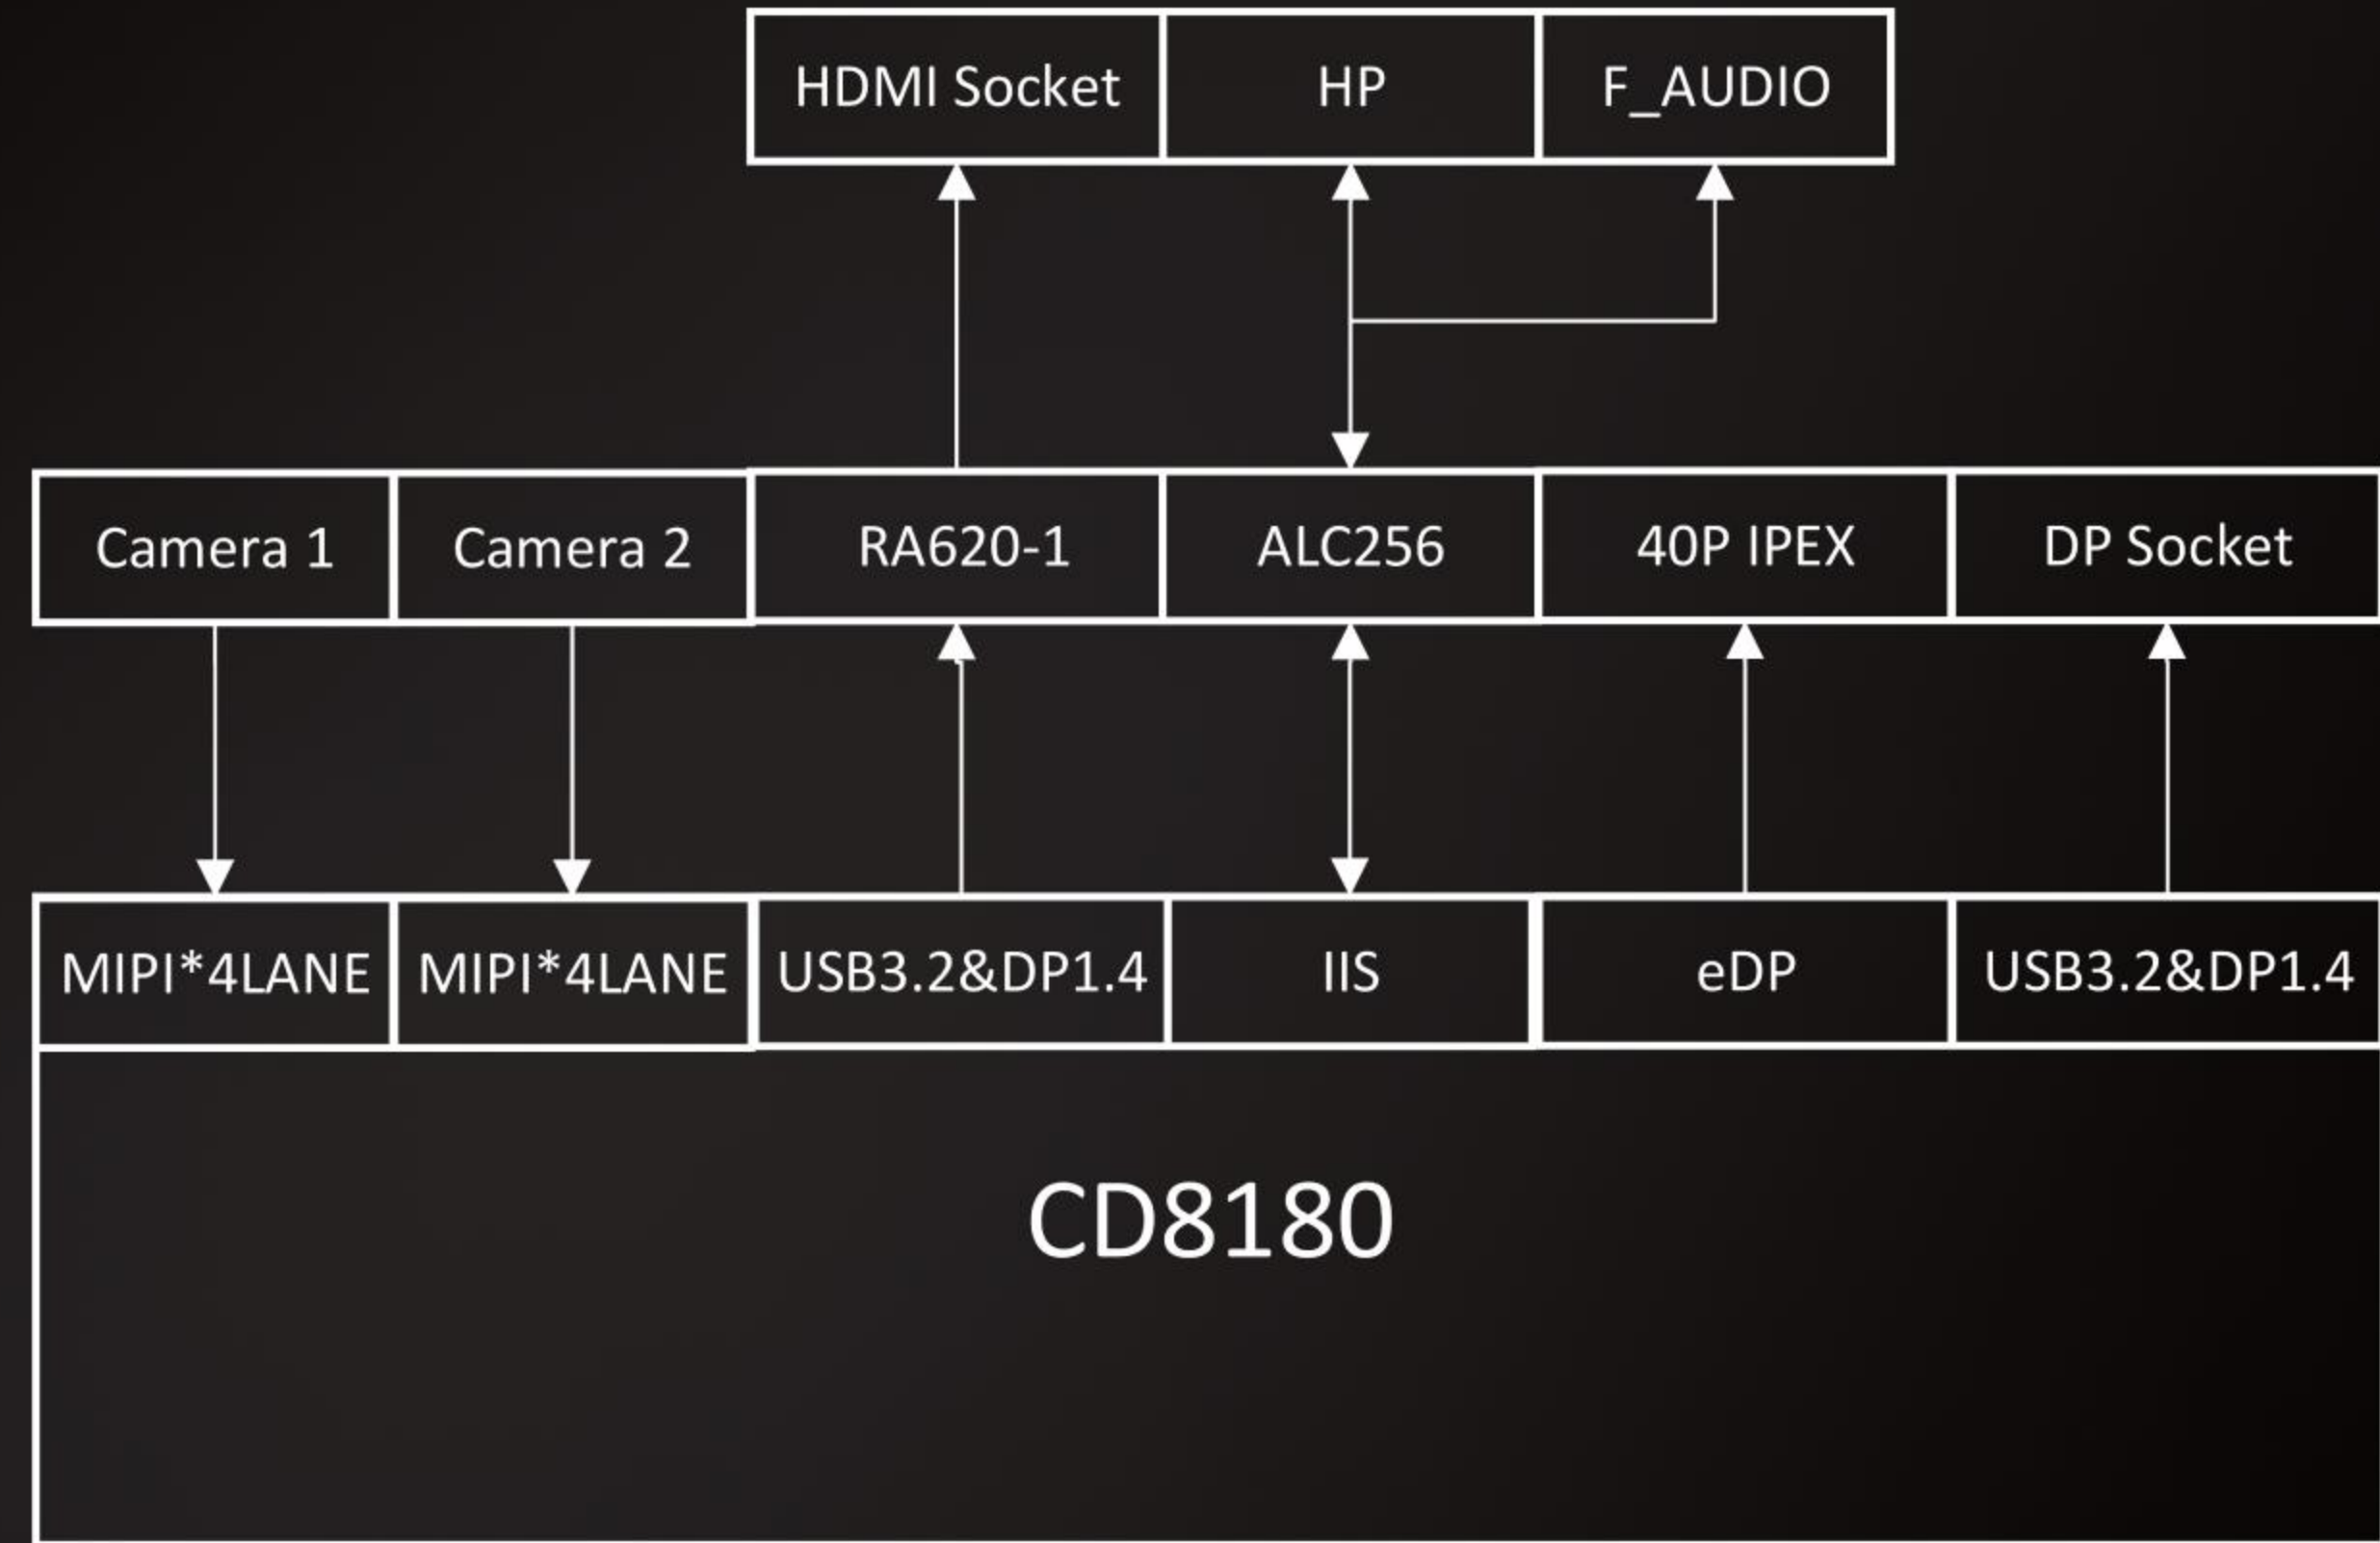 HDMI Socket
HP
F_AUDIO
Camera 1
Camera 2
RA620-1
ALC256
40P IPEX
DP Socket
MIPI*4LANE
MIPI*4LANE
USB3.2&DP1.4
IIS
eDP
USB3.2&DP1.4
CD8180